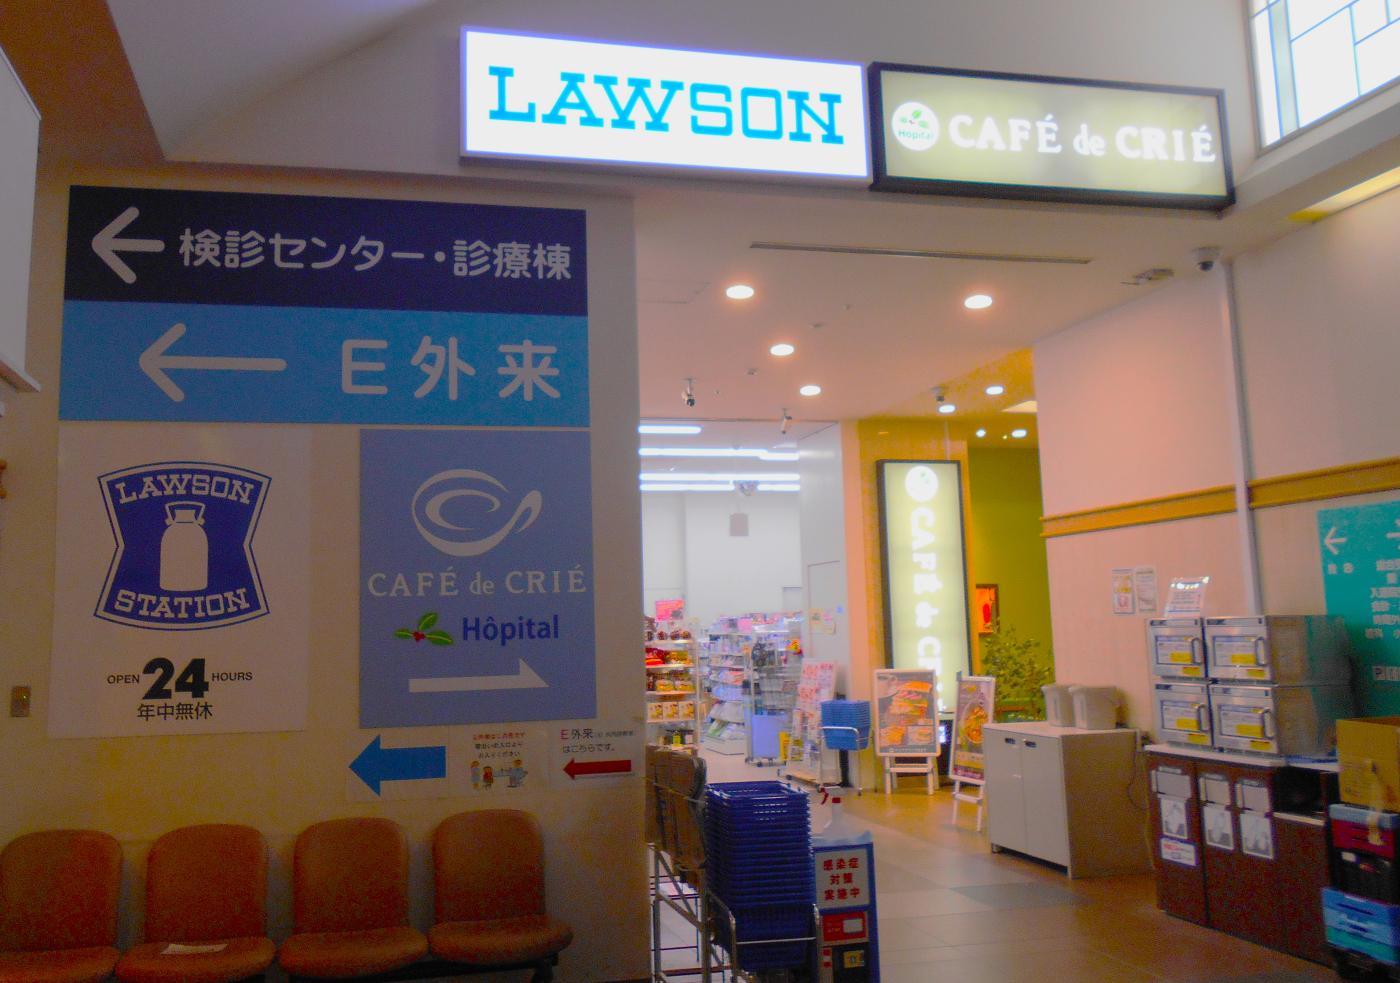 LAWSON
Hôpital
CAFÉ de CRIÉ
検診センター・診療棟
E外来
LAWSON
STATION
OPEN 24 HOURS
年中無休
CAFÉ de CRIÉ
Hôpital
E外来
はこちらです。
CAFÉ de CRIÉ
感染症
対策
実施中